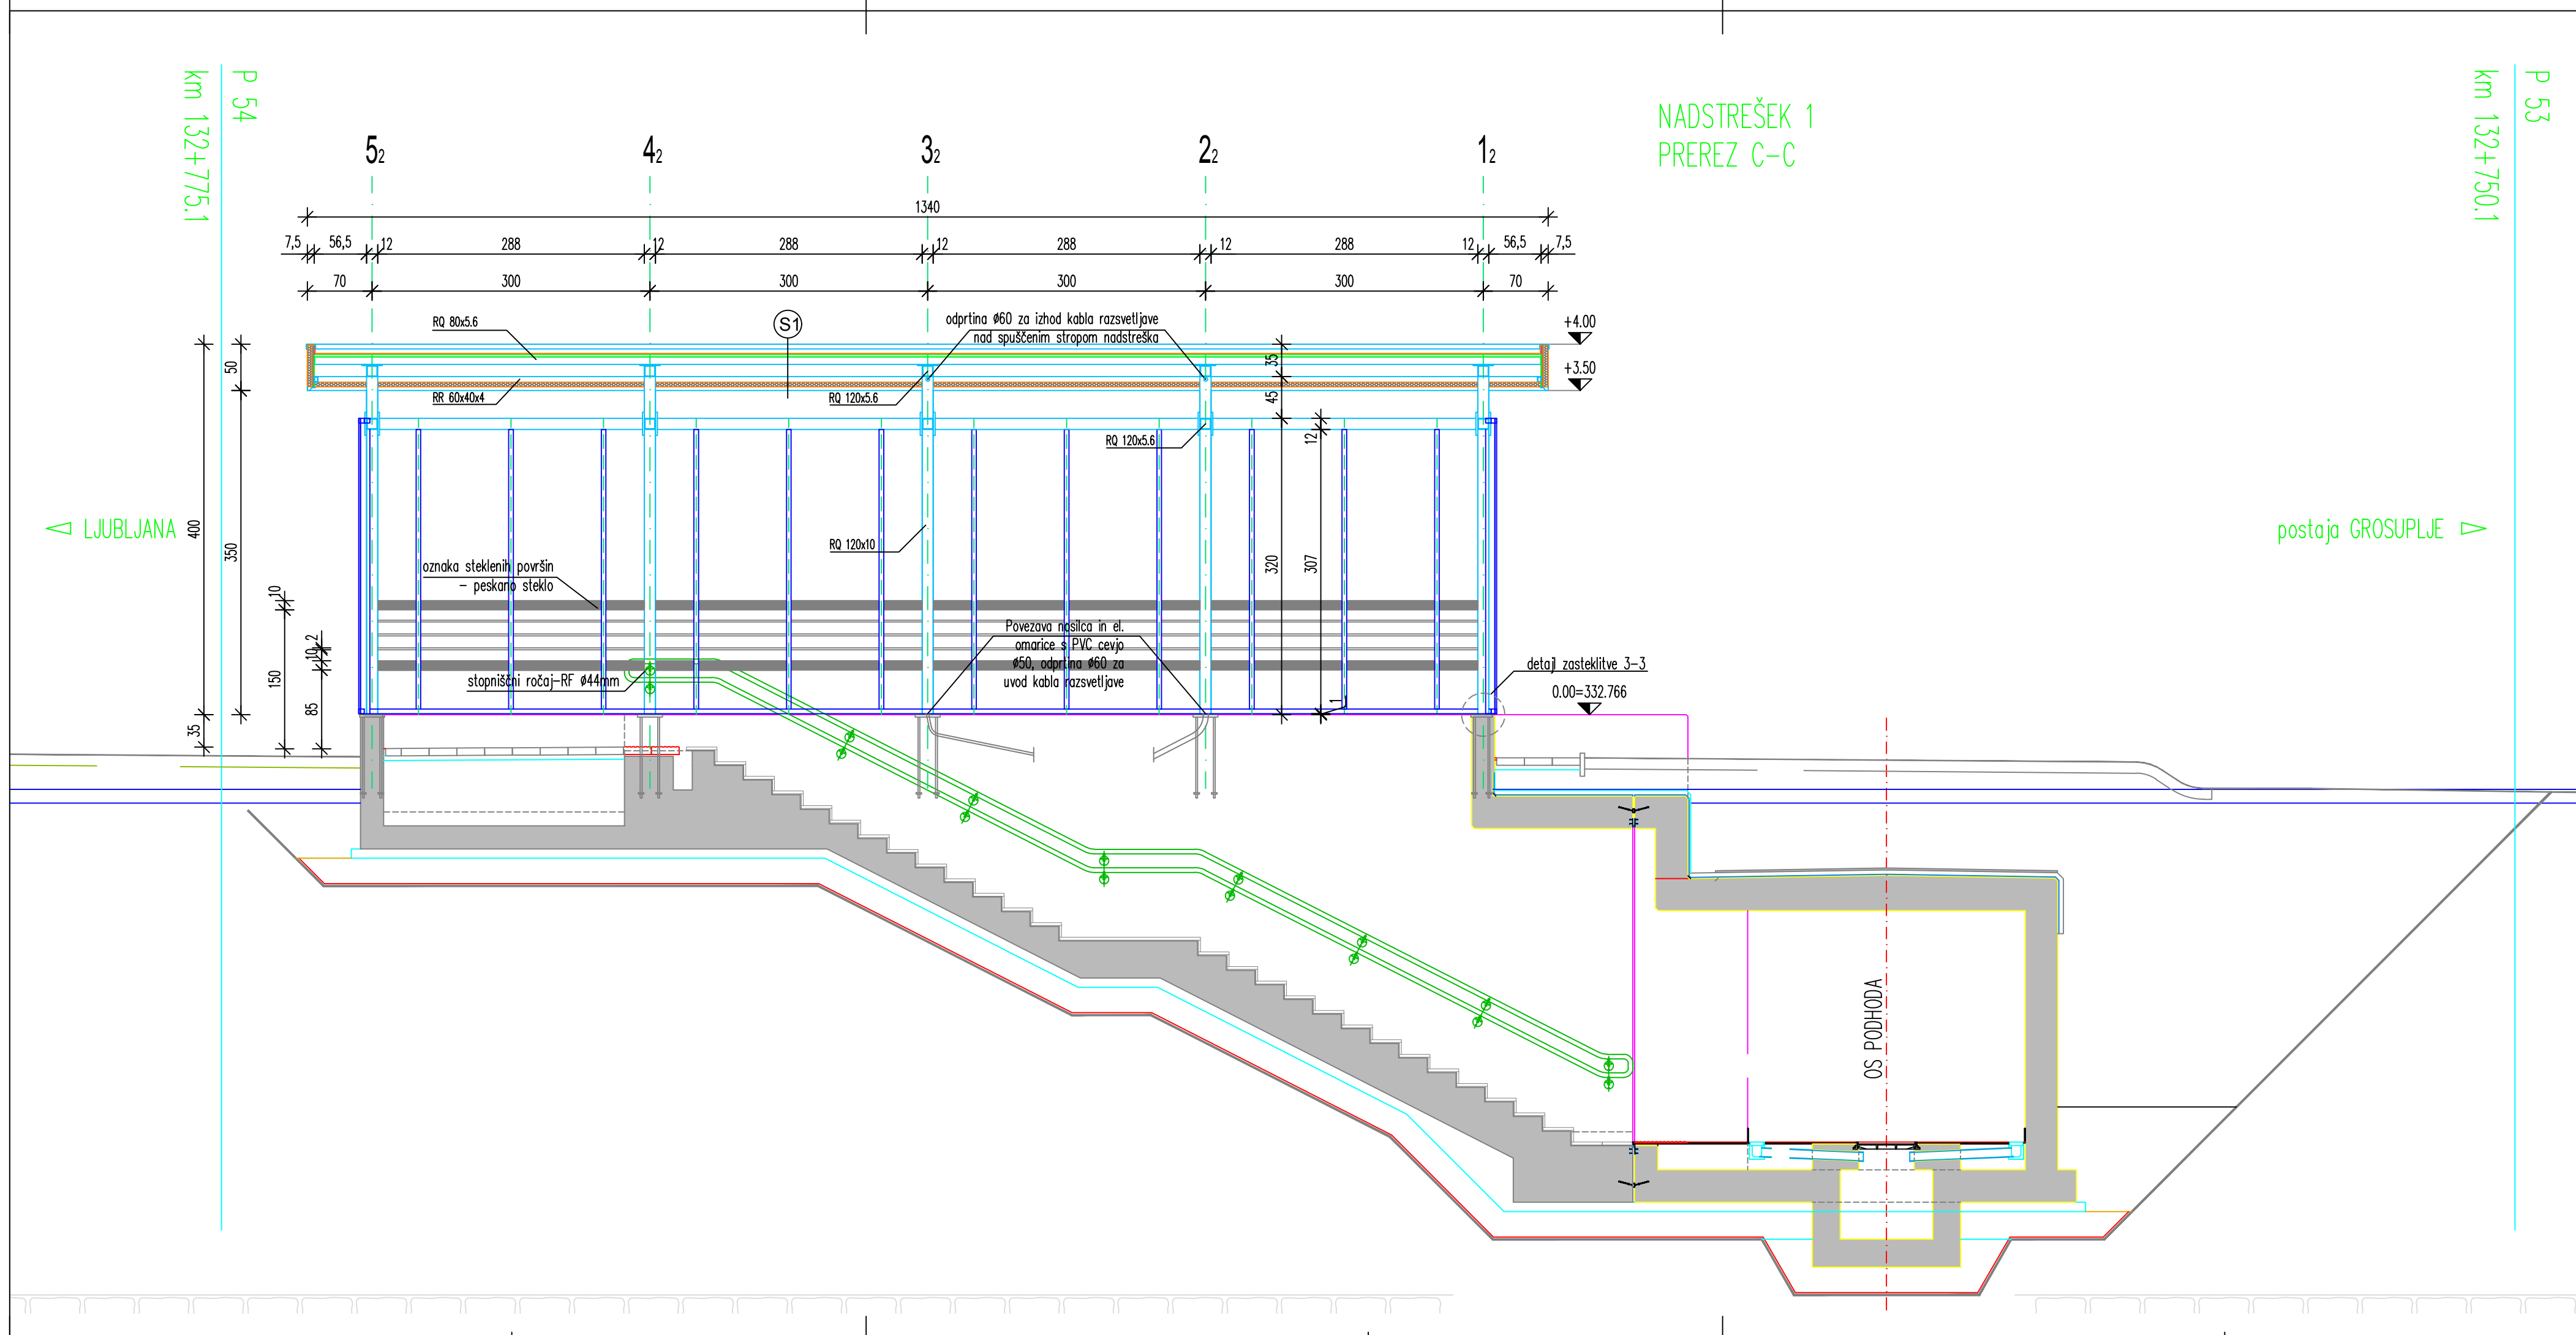 P 54
km 132+775.1
P 53
km 132+750.1
NADSTREŠEK 1
PREREZ C-C
5₂
4₂
3₂
2₂
1₂
1340
7,5
56,5
12
288
12
288
12
288
12
288
12
56,5
7,5
70
300
300
300
300
70
RQ 80x5.6
S1
odprtina Ø60 za izhod kabla razsvetljave
nad spuščenim stropom nadstreška
+4.00
+3.50
50
35
45
RR 60x40x4
RQ 120x5.6
RQ 120x5.6
12
LJUBLJANA
postaja GROSUPLJE
400
350
RQ 120x10
320
307
oznaka steklenih površin
- peskano steklo
10
2
10
150
85
35
Povezava nosilca in el.
omarice s PVC cevjo
Ø50, odprtina Ø60 za
uvod kabla razsvetljave
stopniščni ročaj-RF Ø44mm
detajl zasteklitve 3-3
0.00=332.766
1
OS PODHODA